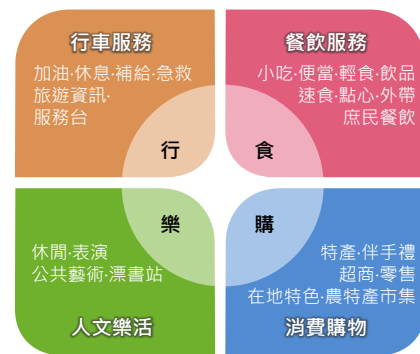 行車服務
加油·休息·補給·急救
旅遊資訊·
服務台
行
餐飲服務
小吃·便當·輕食·飲品
速食·點心·外帶
庶民餐飲
食
樂
休閒·表演
公共藝術·漂書站
人文樂活
購
特產·伴手禮
超商·零售
在地特色·農特產市集
消費購物